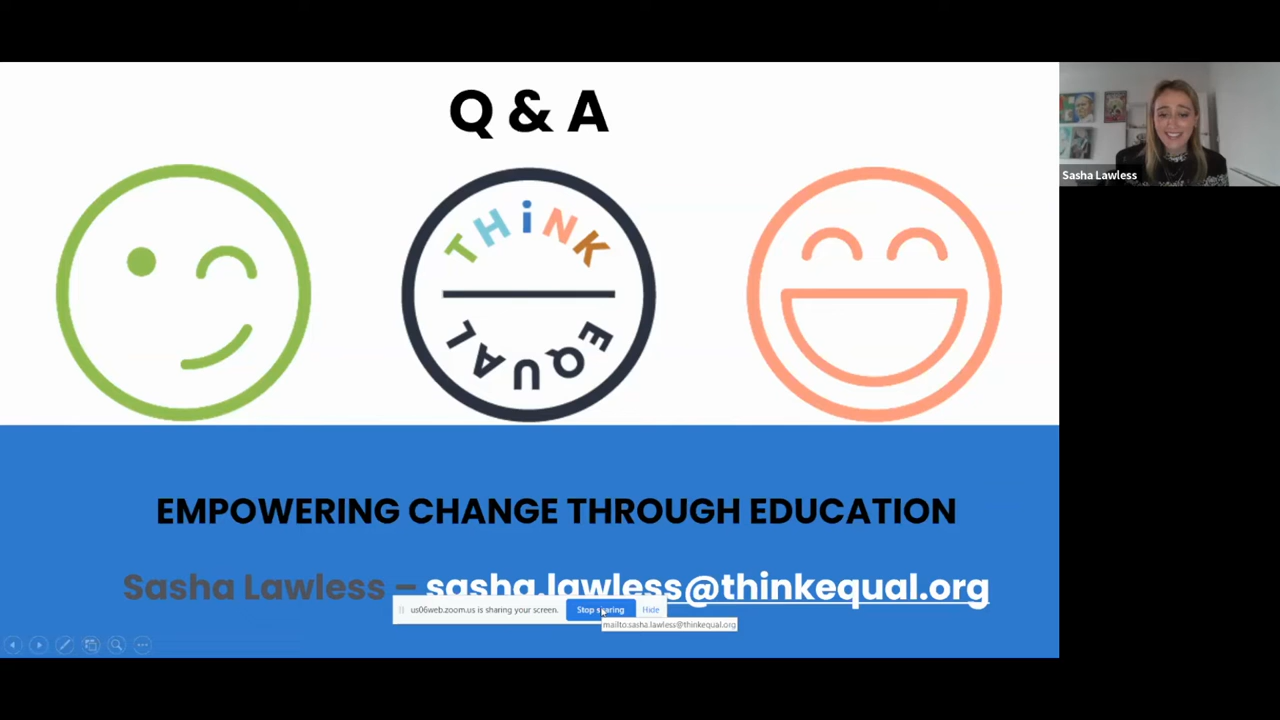 Q & A
THiNK
EQUAL
Sasha Lawless
EMPOWERING CHANGE THROUGH EDUCATION
Sasha Lawless – sasha.lawless@thinkequal.org
us06web.zoom.us is sharing your screen. Stop sharing Hide
mailto:sasha.lawless@thinkequal.org